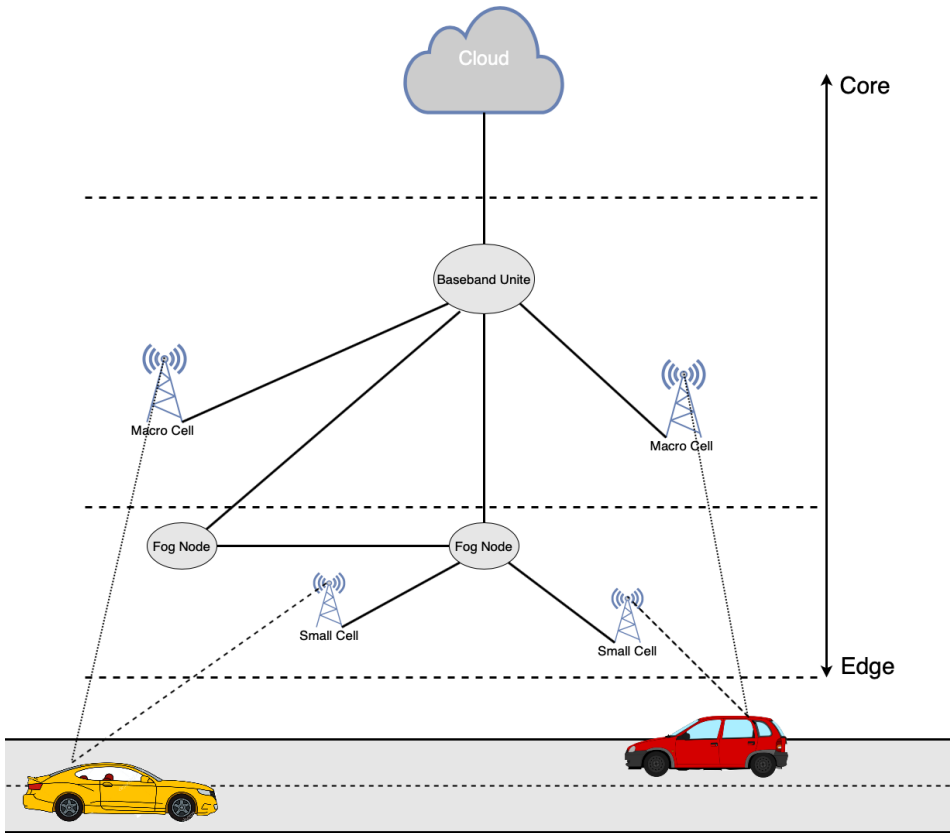 Cloud
Core
Baseband Unite
Macro Cell
Macro Cell
Fog Node
Fog Node
Small Cell
Small Cell
Edge